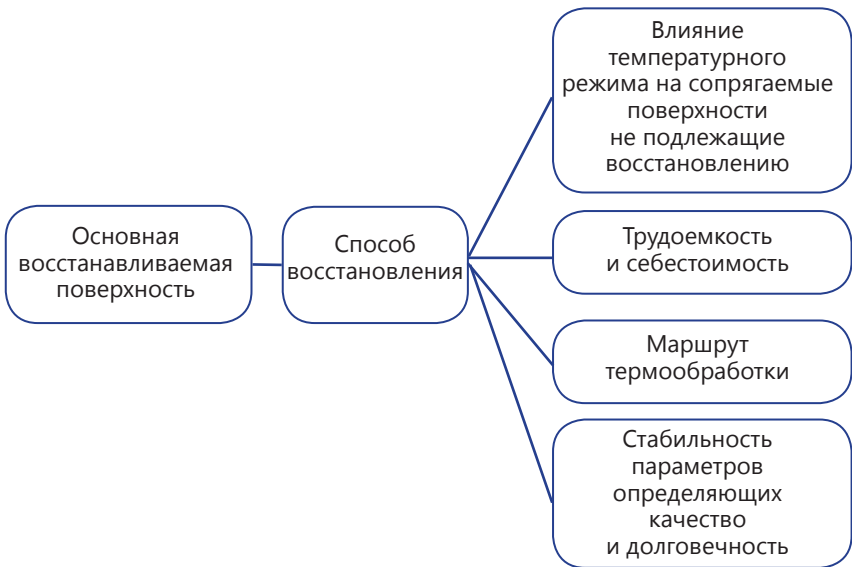 Основная
восстанавливаемая
поверхность
Способ
восстановления
Влияние
температурного
режима на сопрягаемые
поверхности
не подлежащие
восстановлению
Трудоемкость
и себестоимость
Маршрут
термообработки
Стабильность
параметров
определяющих
качество
и долговечность